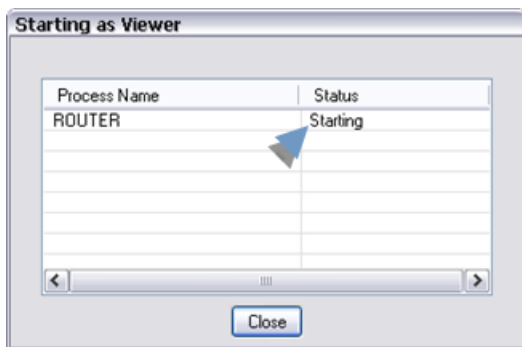 Starting as Viewer
Process Name Status
ROUTER Starting
Close